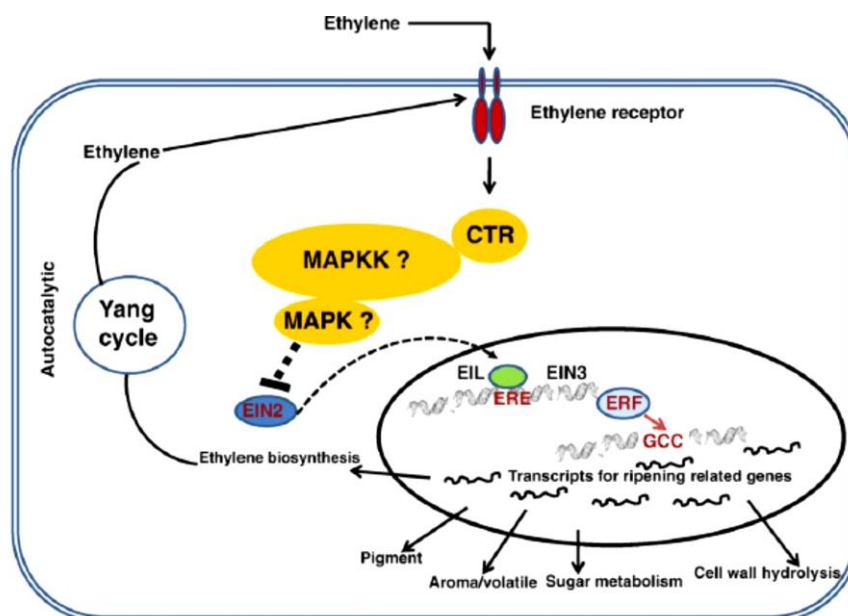 Ethylene
Ethylene receptor
Ethylene
CTR
MAPKK ?
MAPK ?
Autocatalytic
Yang
cycle
EIL
EIN3
ERE
ERF
EIN2
GCC
Ethylene biosynthesis
Transcripts for ripening related genes
Pigment
Aroma/volatile
Sugar metabolism
Cell wall hydrolysis